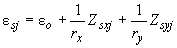 ε_sj = ε_o + 1/r_x Z_sxj + 1/r_y Z_syj